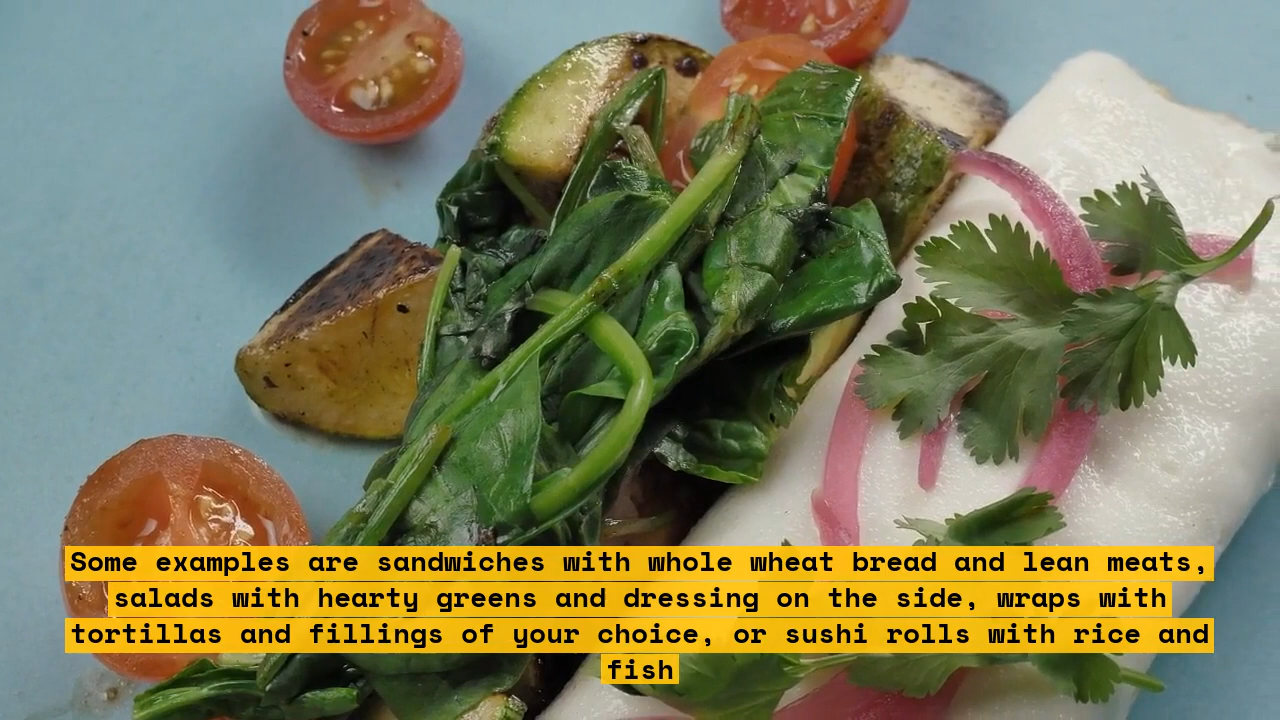 Some examples are sandwiches with whole wheat bread and lean meats,
salads with hearty greens and dressing on the side, wraps with
tortillas and fillings of your choice, or sushi rolls with rice and
fish